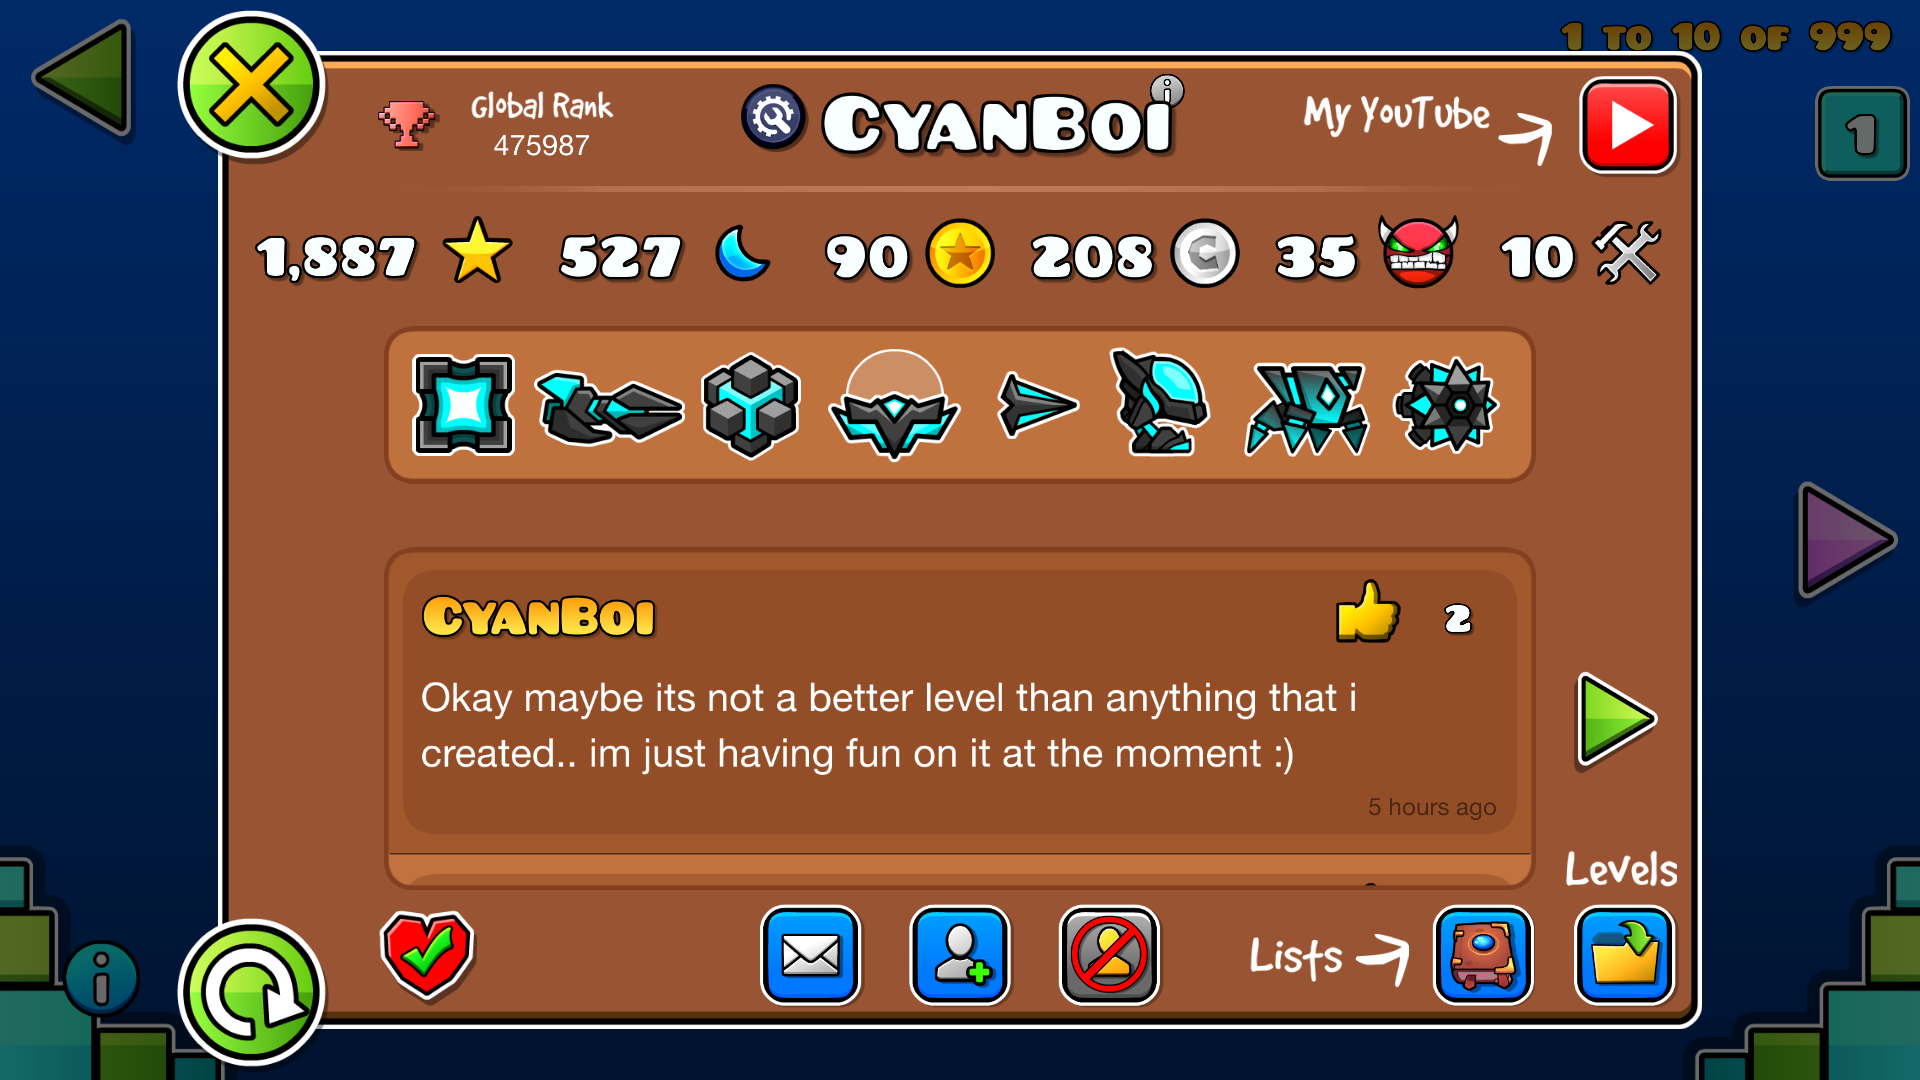 1 TO 10 OF 999
Global Rank
475987
CyanBoi
My YouTube
1
1,887
527
90
208
35
10
CyanBoi
2
Okay maybe its not a better level than anything that i
created.. im just having fun on it at the moment :)
5 hours ago
Levels
Lists